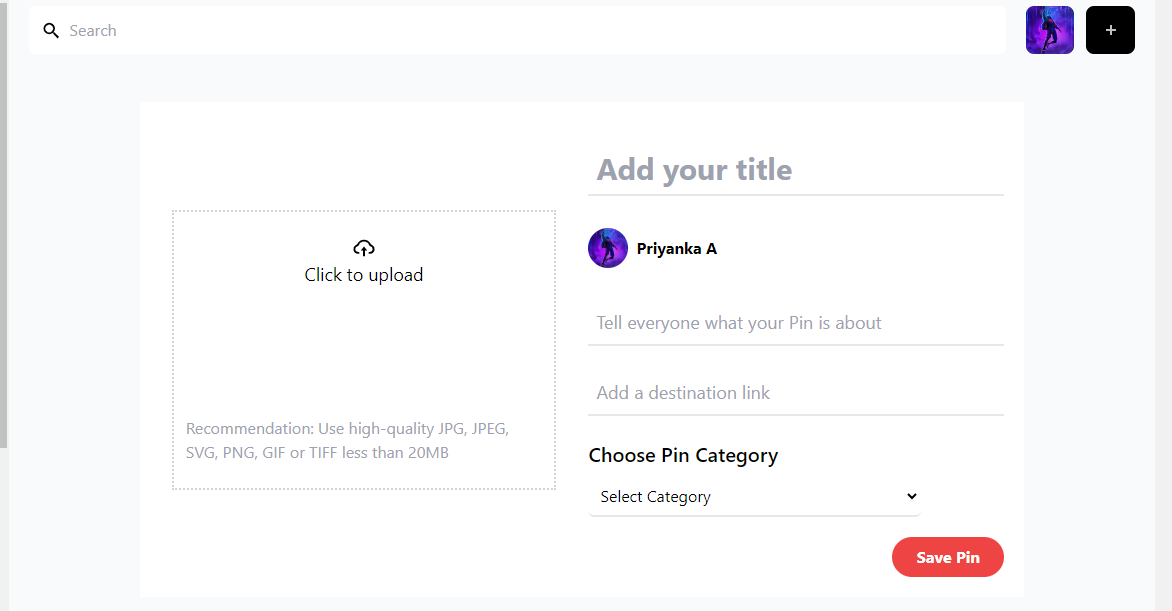 Search
+
Add your title
Priyanka A
Click to upload
Tell everyone what your Pin is about
Add a destination link
Recommendation: Use high-quality JPG, JPEG,
SVG, PNG, GIF or TIFF less than 20MB
Choose Pin Category
Select Category
Save Pin